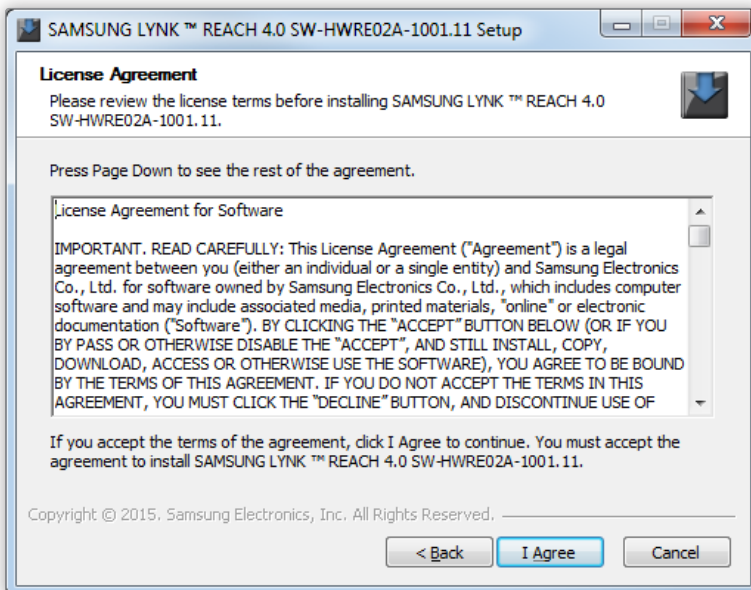 SAMSUNG LYNK ™ REACH 4.0 SW-HWRE02A-1001.11 Setup
License Agreement
Please review the license terms before installing SAMSUNG LYNK ™ REACH 4.0
SW-HWRE02A-1001.11.
Press Page Down to see the rest of the agreement.
License Agreement for Software
IMPORTANT. READ CAREFULLY: This License Agreement ("Agreement") is a legal
agreement between you (either an individual or a single entity) and Samsung Electronics
Co., Ltd. for software owned by Samsung Electronics Co., Ltd., which includes computer
software and may include associated media, printed materials, "online" or electronic
documentation ("Software"). BY CLICKING THE “ACCEPT” BUTTON BELOW (OR IF YOU
BY PASS OR OTHERWISE DISABLE THE “ACCEPT”, AND STILL INSTALL, COPY,
DOWNLOAD, ACCESS OR OTHERWISE USE THE SOFTWARE), YOU AGREE TO BE BOUND
BY THE TERMS OF THIS AGREEMENT. IF YOU DO NOT ACCEPT THE TERMS IN THIS
AGREEMENT, YOU MUST CLICK THE “DECLINE” BUTTON, AND DISCONTINUE USE OF
If you accept the terms of the agreement, click I Agree to continue. You must accept the
agreement to install SAMSUNG LYNK ™ REACH 4.0 SW-HWRE02A-1001.11.
Copyright © 2015. Samsung Electronics, Inc. All Rights Reserved.
< Back I Agree Cancel